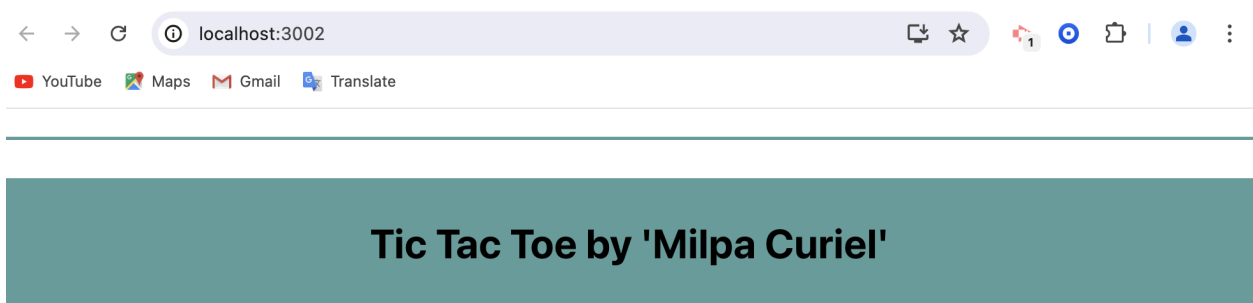 localhost:3002
1
YouTube Maps Gmail Translate
Tic Tac Toe by 'Milpa Curiel'